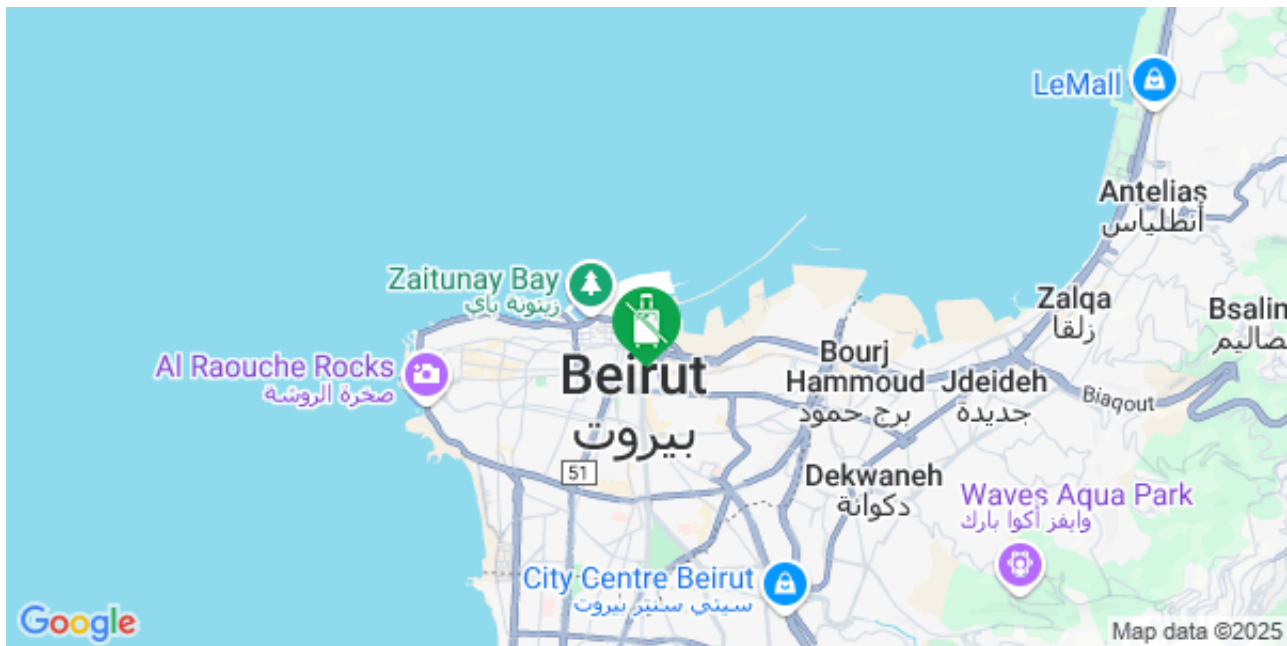 LeMall
Antelias
أنطلياس
Zaitunay Bay
زيتونة باي
Zalqa
زلقا
Bsalim
بصاليم
Al Raouche Rocks
صخرة الروشة
Beirut
بيروت
Bourj
Hammoud
برج حمود
Jdeideh
جديدة
Biaqout
51
Dekwaneh
دكوانة
Waves Aqua Park
وايفز أكوا بارك
City Centre Beirut
سيتي سنتر بيروت
Google
Map data ©2025